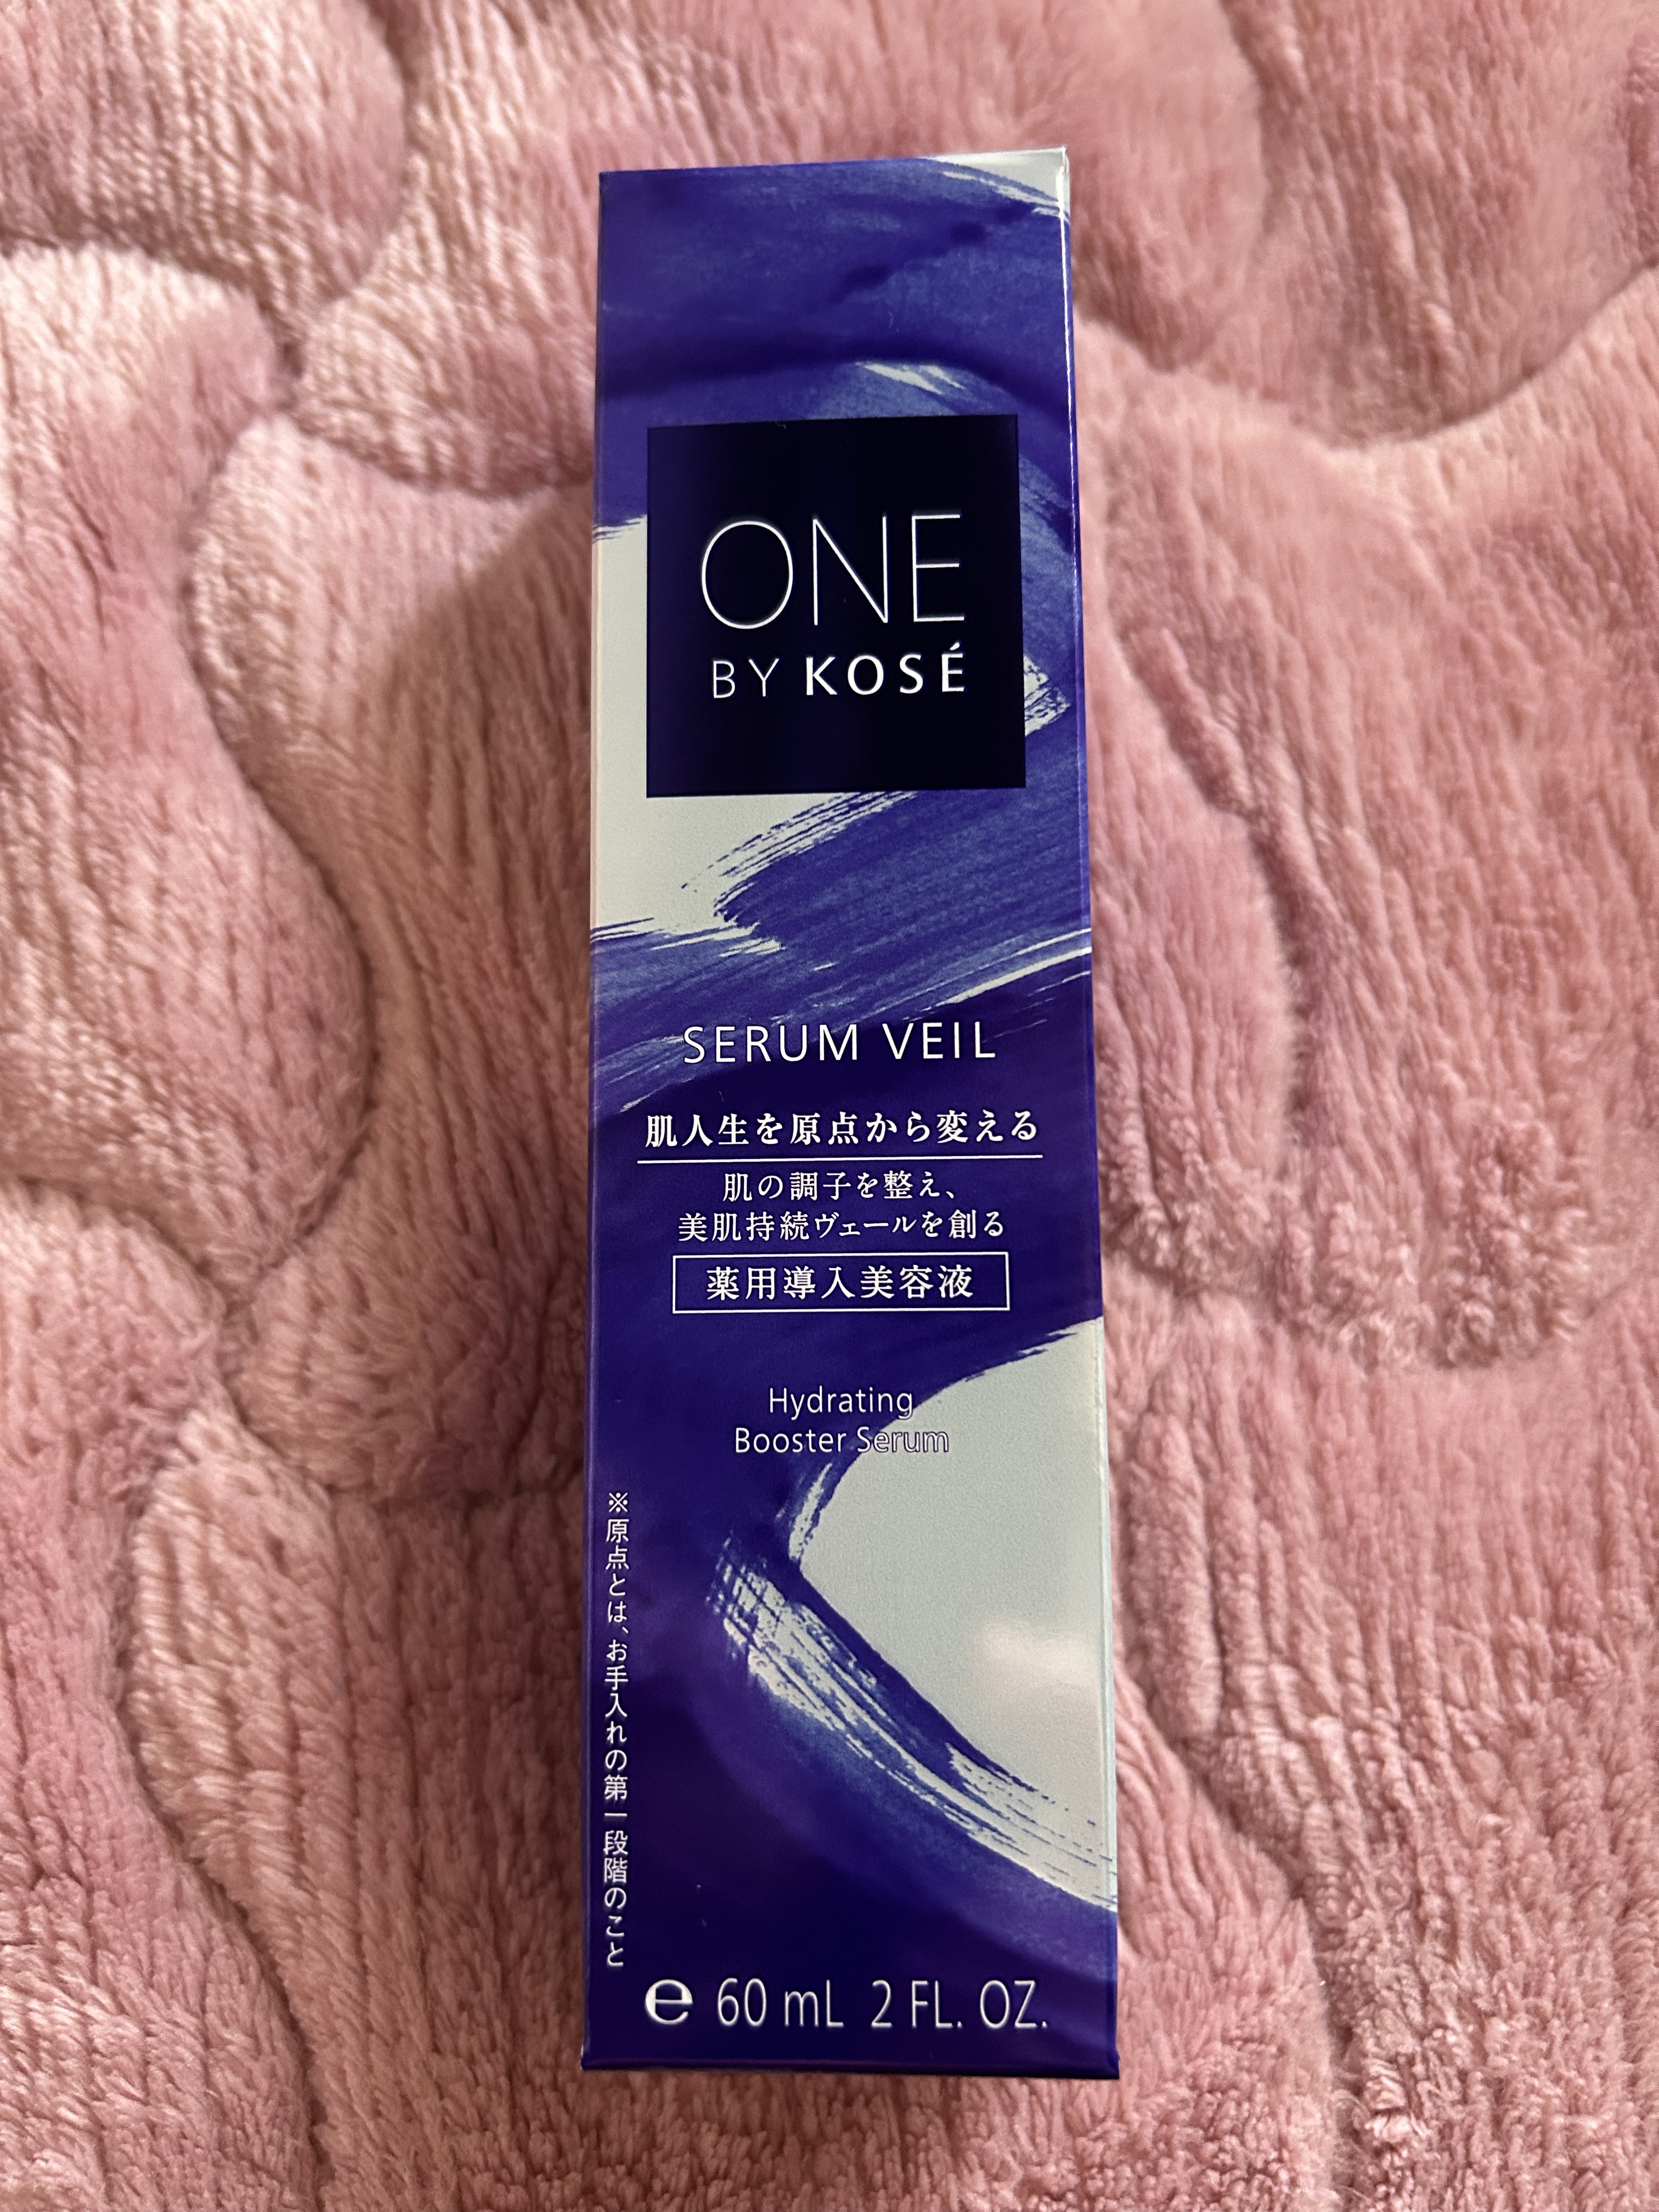 ONE
BY KOSÉ
SERUM VEIL
肌人生を原点から変える
肌の調子を整え、
美肌持続ヴェールを創る
薬用導入美容液
Hydrating
Booster Serum
※原点とは、お手入れの第一段階のこと
℮ 60 mL 2 FL. OZ.